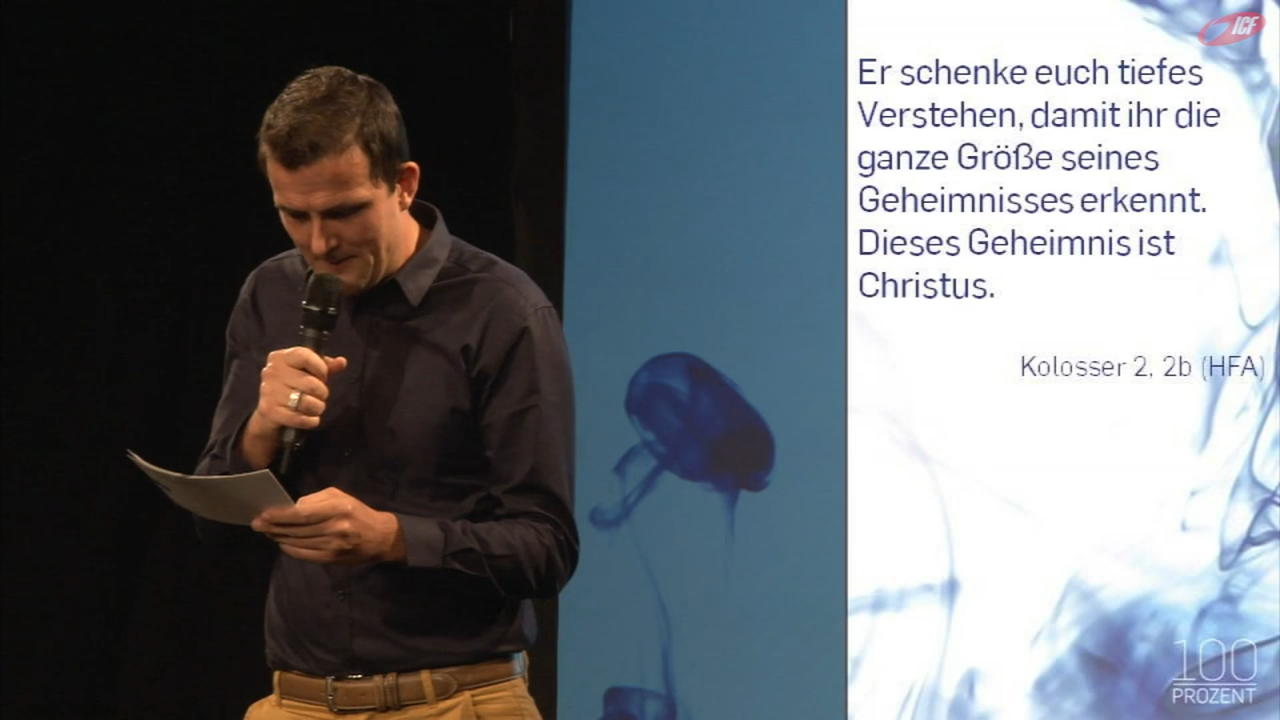 ICF
Er schenke euch tiefes
Verstehen, damit ihr die
ganze Größe seines
Geheimnisses erkennt.
Dieses Geheimnis ist
Christus.
Kolosser 2, 2b (HFA)
100
PROZENT